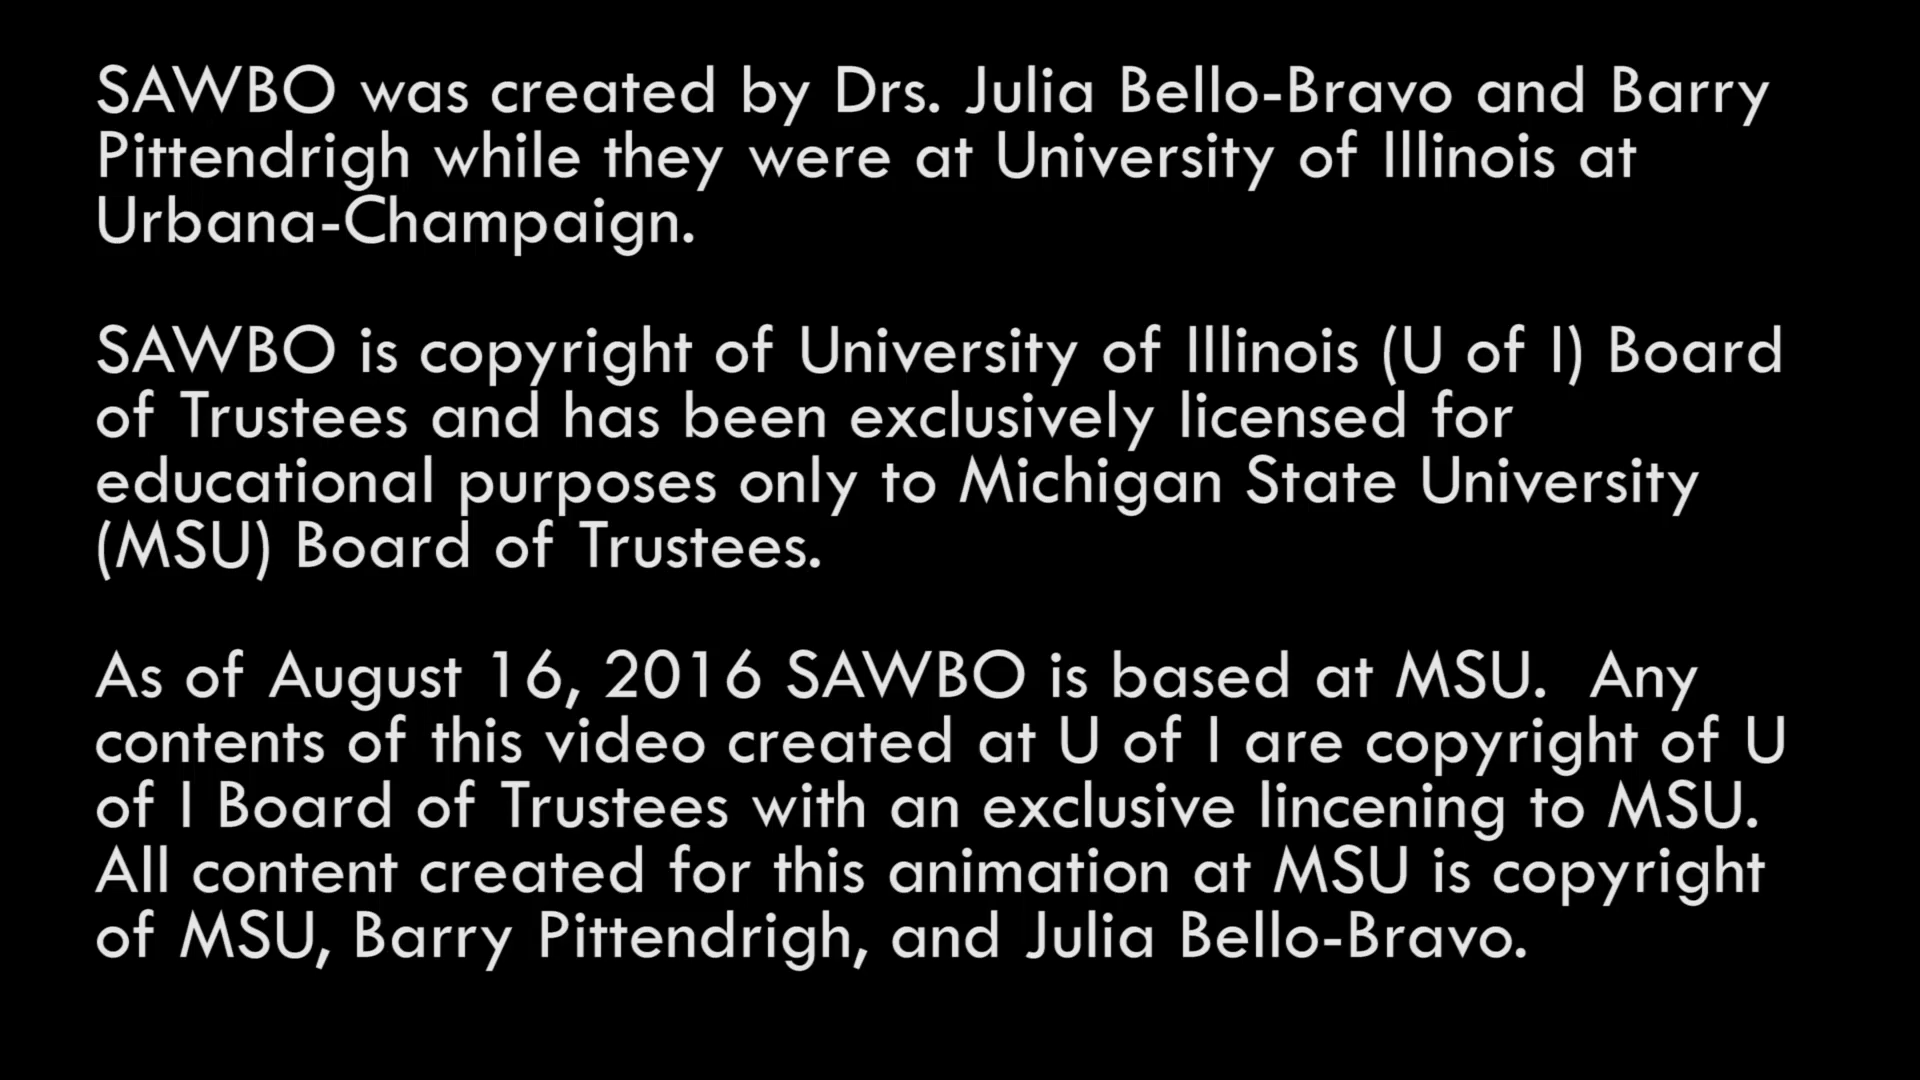 SAWBO was created by Drs. Julia Bello-Bravo and Barry
Pittendrigh while they were at University of Illinois at
Urbana-Champaign.
SAWBO is copyright of University of Illinois (U of I) Board
of Trustees and has been exclusively licensed for
educational purposes only to Michigan State University
(MSU) Board of Trustees.
As of August 16, 2016 SAWBO is based at MSU.  Any
contents of this video created at U of I are copyright of U
of I Board of Trustees with an exclusive lincening to MSU.
All content created for this animation at MSU is copyright
of MSU, Barry Pittendrigh, and Julia Bello-Bravo.